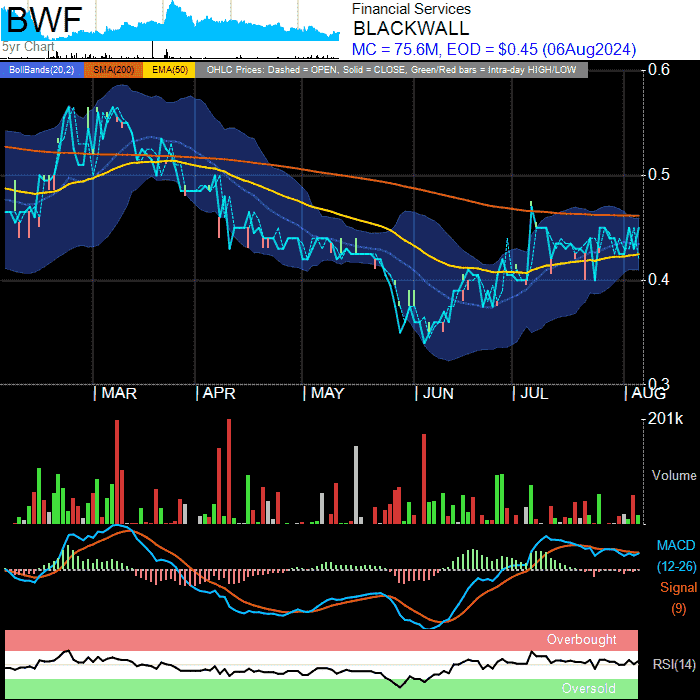 BWF
5yr Chart
Financial Services
BLACKWALL
MC = 75.6M, EOD = $0.45 (06Aug2024)
BollBands(20,2) SMA(200) EMA(50) OHLC Prices: Dashed = OPEN, Solid = CLOSE, Green/Red bars = Intra-day HIGH/LOW
0.6
0.5
0.4
0.3
| MAR | APR | MAY | JUN | JUL | AUG
201k
Volume
MACD
(12-26)
Signal
(9)
Overbought
RSI(14)
Oversold